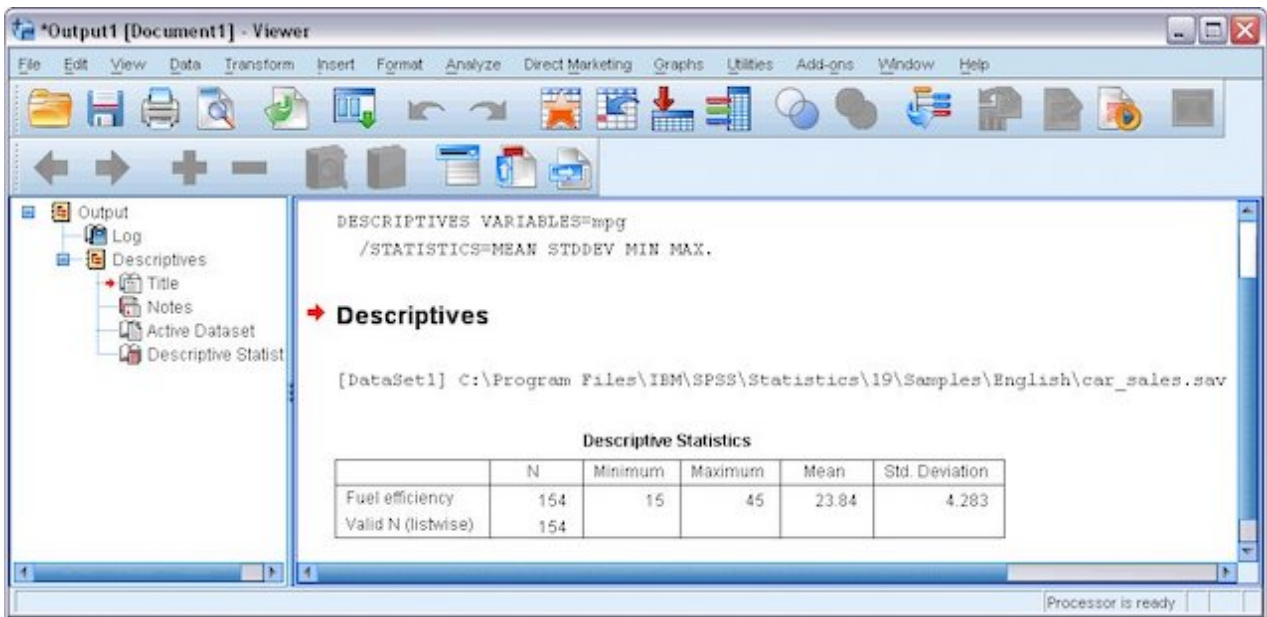 *Output1 [Document1] - Viewer
File Edit View Data Transform Insert Format Analyze Direct Marketing Graphs Utilities Add-ons Window Help
Output
Log
Descriptives
Title
Notes
Active Dataset
Descriptive Statist
DESCRIPTIVES VARIABLES=mpg
/STATISTICS=MEAN STDDEV MIN MAX.
Descriptives
[DataSet1] C:\Program Files\IBM\SPSS\Statistics\19\Samples\English\car_sales.sav
Descriptive Statistics
N Minimum Maximum Mean Std. Deviation
Fuel efficiency 154 15 45 23.84 4.283
Valid N (listwise) 154
Processor is ready